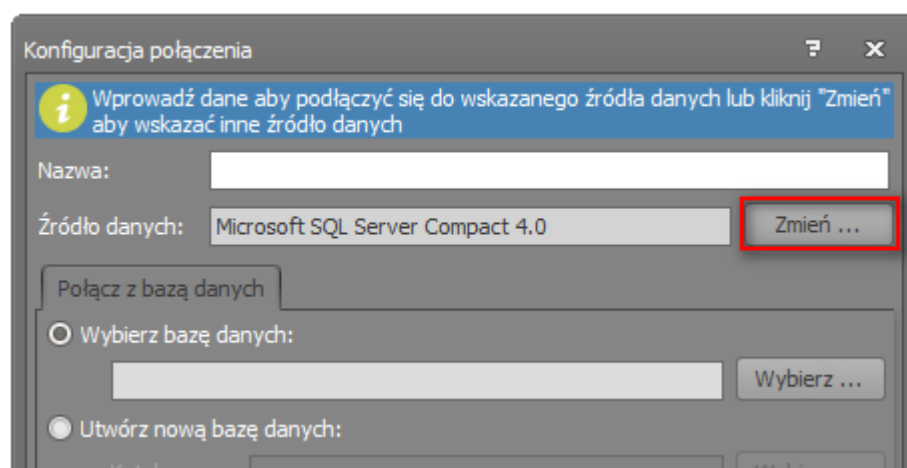 Konfiguracja połączenia ? x
Wprowadź dane aby podłączyć się do wskazanego źródła danych lub kliknij "Zmień"
aby wskazać inne źródło danych
Nazwa:
Źródło danych: Microsoft SQL Server Compact 4.0 Zmień ...
Połącz z bazą danych
Wybierz bazę danych:
Wybierz ...
Utwórz nową bazę danych: